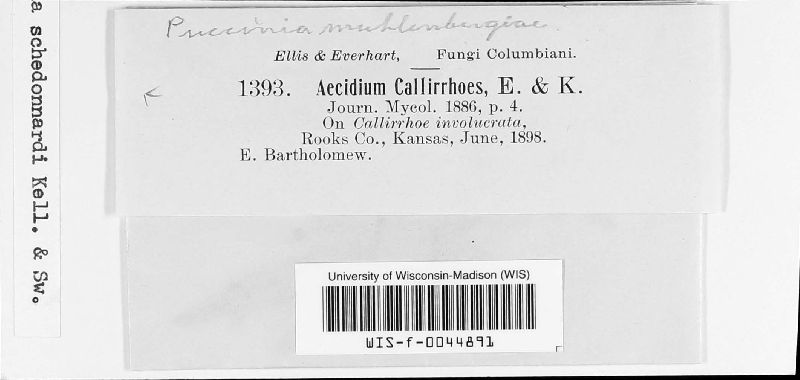 Puccinia muhlenbergiae.
Ellis & Everhart, Fungi Columbiani.
1393. Aecidium Callirrhoes, E. & K.
Journ. Mycol. 1886, p. 4.
On Callirrhoe involucrata,
Rooks Co., Kansas, June, 1898.
E. Bartholomew.
a schedonnardi Kell. & Sw.
University of Wisconsin-Madison (WIS)
WIS-f-0044891